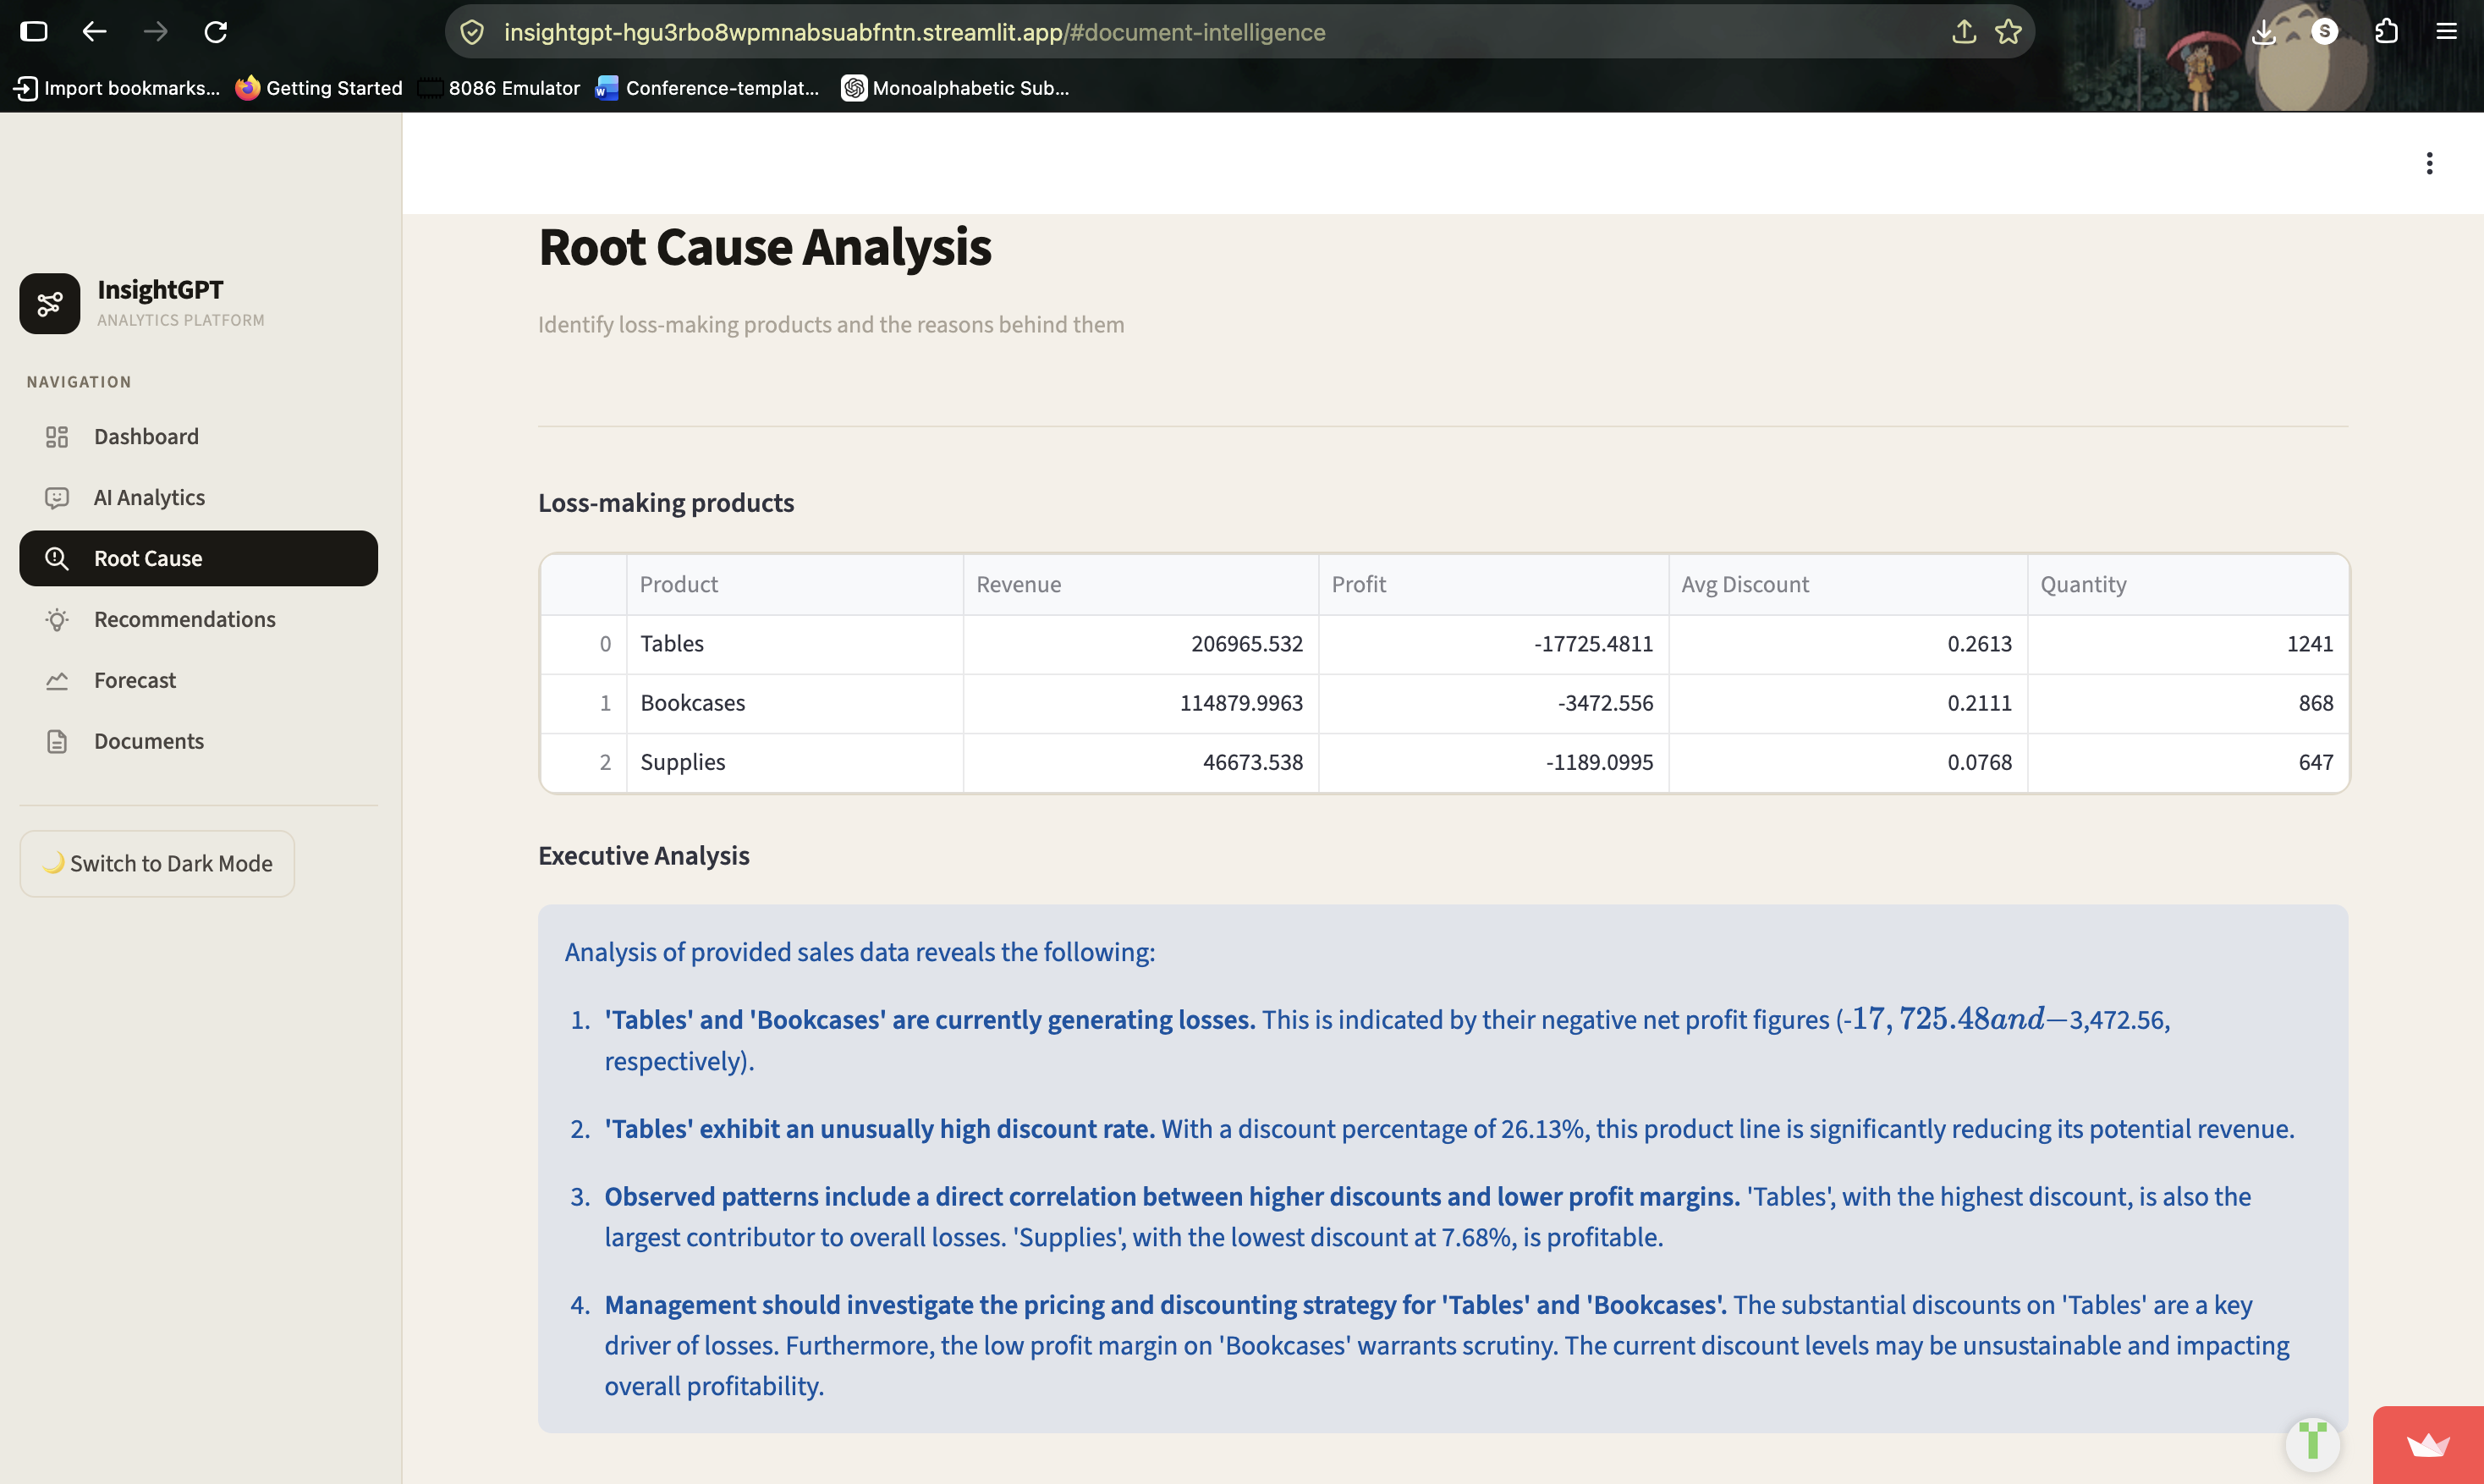 insightgpt-hgu3rbo8wpmnabsuabfntn.streamlit.app/#document-intelligence
S
Import bookmarks...
Getting Started
8086 Emulator
Conference-templat...
Monoalphabetic Sub...
InsightGPT
ANALYTICS PLATFORM
NAVIGATION
Dashboard
AI Analytics
Root Cause
Recommendations
Forecast
Documents
🌙 Switch to Dark Mode
Root Cause Analysis
Identify loss-making products and the reasons behind them
Loss-making products
Product Revenue Profit Avg Discount Quantity
0 Tables 206965.532 -17725.4811 0.2613 1241
1 Bookcases 114879.9963 -3472.556 0.2111 868
2 Supplies 46673.538 -1189.0995 0.0768 647
Executive Analysis
Analysis of provided sales data reveals the following:
1. 'Tables' and 'Bookcases' are currently generating losses. This is indicated by their negative net profit figures (-17, 725.48and−3,472.56,
respectively).
2. 'Tables' exhibit an unusually high discount rate. With a discount percentage of 26.13%, this product line is significantly reducing its potential revenue.
3. Observed patterns include a direct correlation between higher discounts and lower profit margins. 'Tables', with the highest discount, is also the
largest contributor to overall losses. 'Supplies', with the lowest discount at 7.68%, is profitable.
4. Management should investigate the pricing and discounting strategy for 'Tables' and 'Bookcases'. The substantial discounts on 'Tables' are a key
driver of losses. Furthermore, the low profit margin on 'Bookcases' warrants scrutiny. The current discount levels may be unsustainable and impacting
overall profitability.